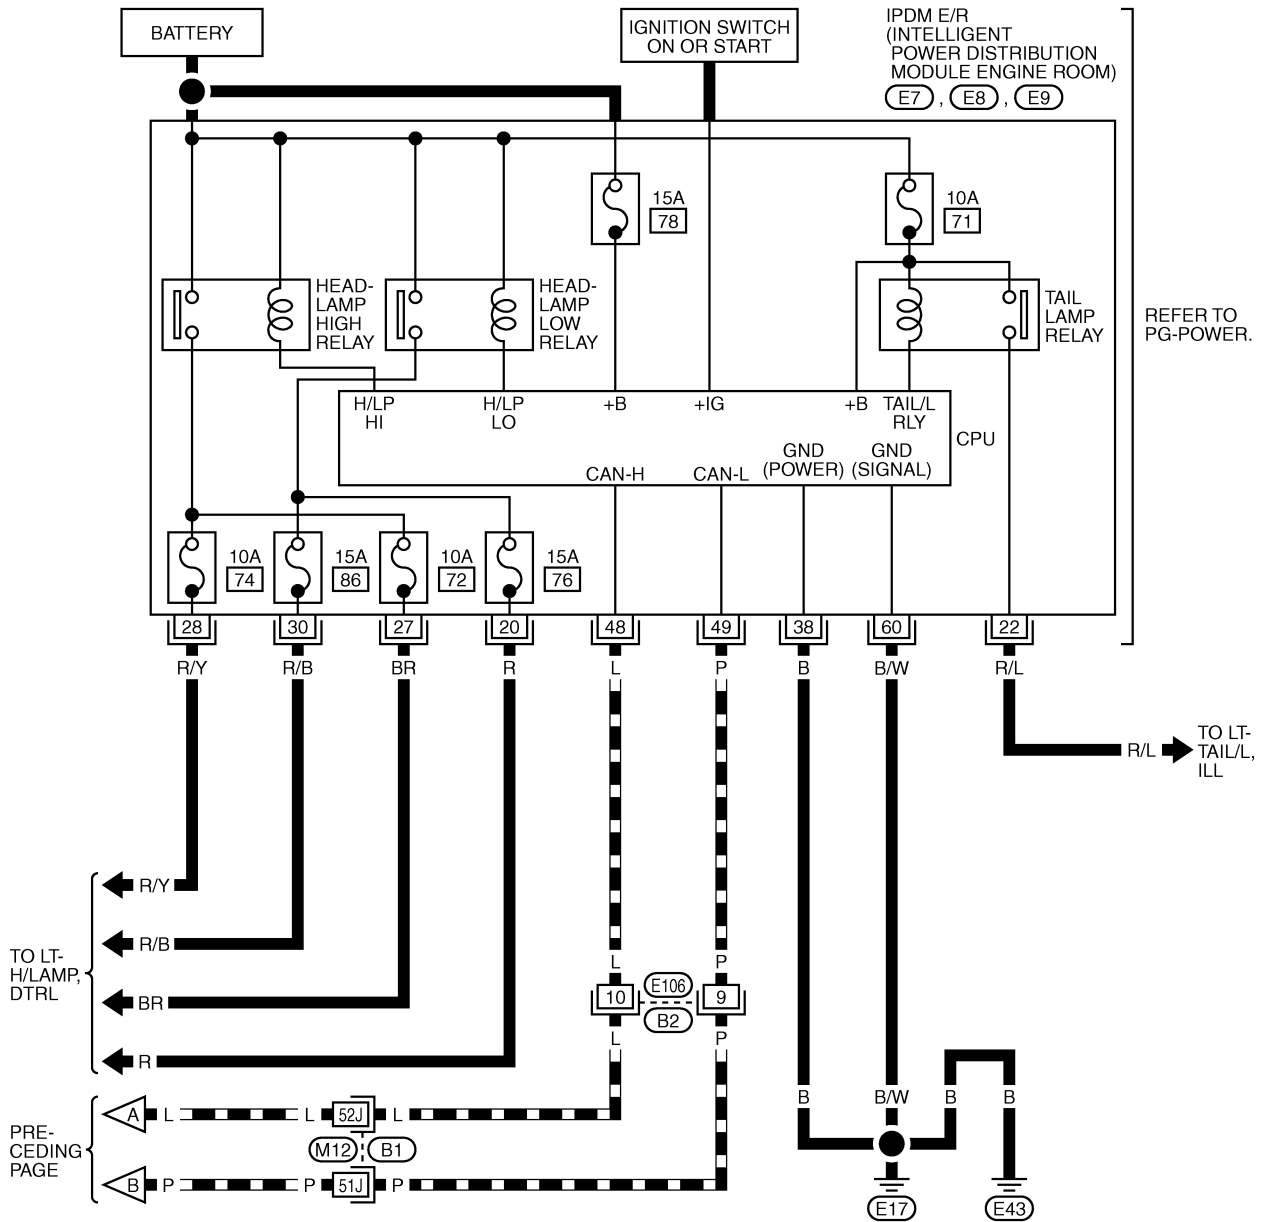 BATTERY
IGNITION SWITCH
ON OR START
IPDM E/R
(INTELLIGENT
POWER DISTRIBUTION
MODULE ENGINE ROOM)
E7 , E8 , E9
15A
78
10A
71
HEAD-
LAMP
HIGH
RELAY
HEAD-
LAMP
LOW
RELAY
TAIL
LAMP
RELAY
REFER TO
PG-POWER.
H/LP
HI
H/LP
LO
+B
+IG
+B
TAIL/L
RLY
CPU
CAN-H
CAN-L
GND
(POWER)
GND
(SIGNAL)
10A
74
15A
86
10A
72
15A
76
28
30
27
20
48
49
38
60
22
R/Y
R/B
BR
R
L
P
B
B/W
R/L
R/L
TO LT-
TAIL/L,
ILL
TO LT-
H/LAMP,
DTRL
R/Y
R/B
BR
R
L
P
10
E106
9
B2
L
P
B
B/W
B
B
PRE-
CEDING
PAGE
A
L
L
52J
L
M12
B1
B
P
P
51J
P
E17
E43